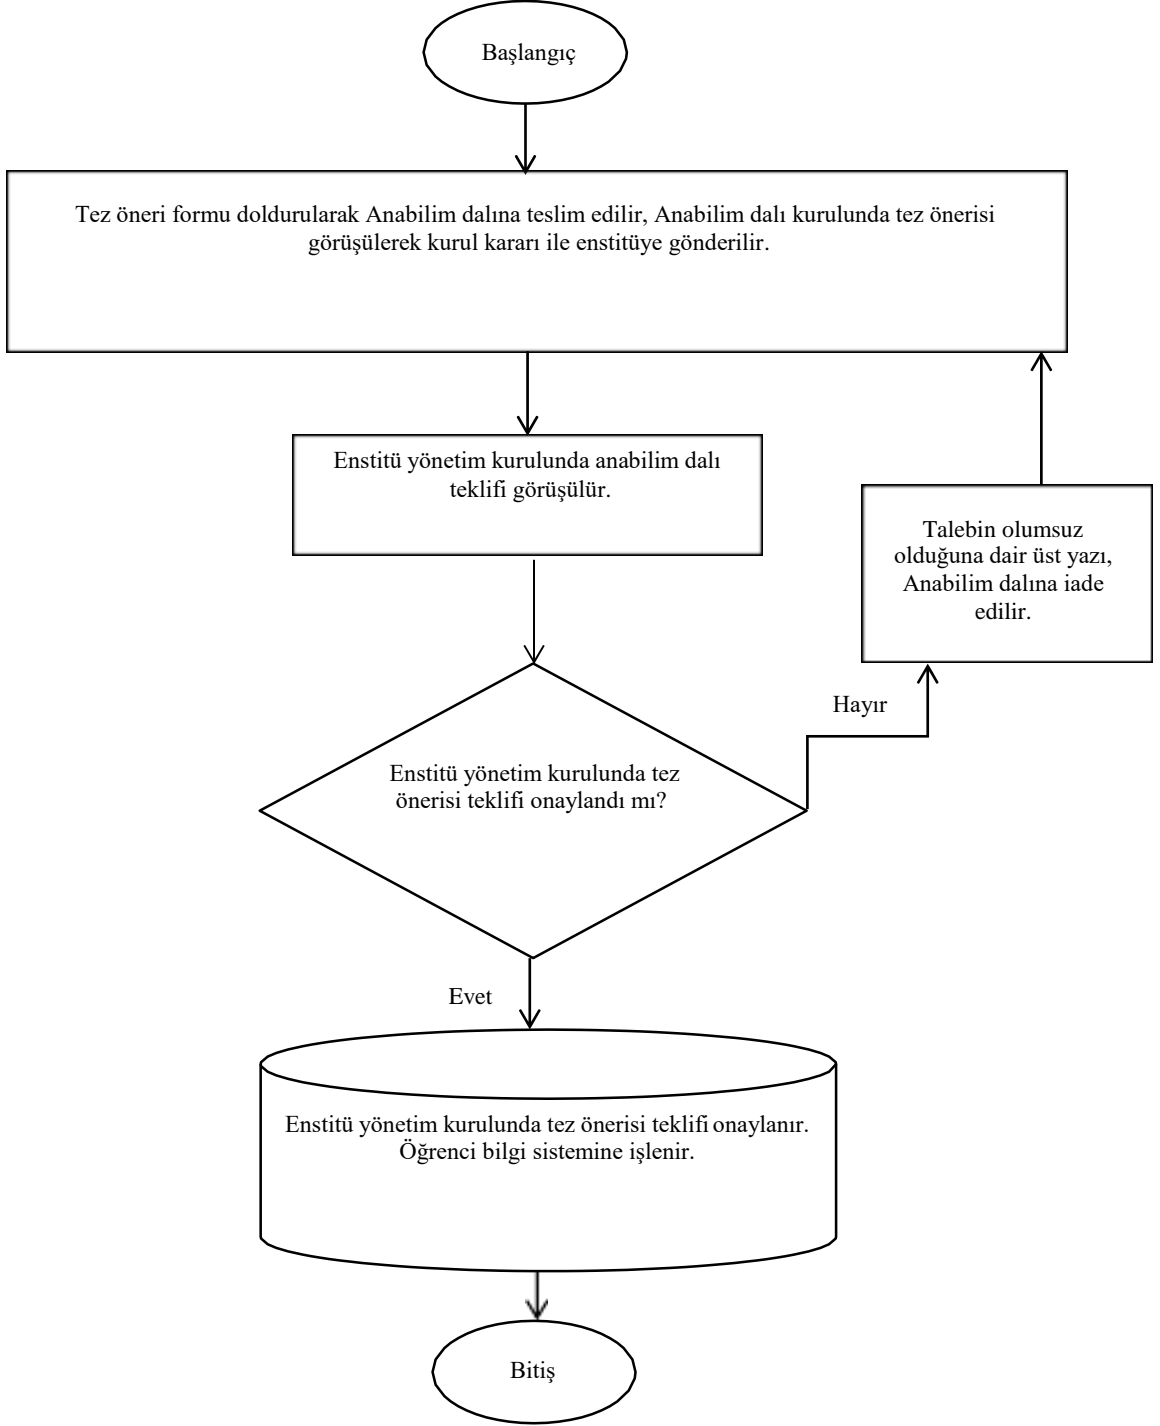 Başlangıç
Tez öneri formu doldurularak Anabilim dalına teslim edilir, Anabilim dalı kurulunda tez önerisi
görüşülerek kurul kararı ile enstitüye gönderilir.
Enstitü yönetim kurulunda anabilim dalı
teklifi görüşülür.
Talebin olumsuz
olduğuna dair üst yazı,
Anabilim dalına iade
edilir.
Hayır
Enstitü yönetim kurulunda tez
önerisi teklifi onaylandı mı?
Evet
Enstitü yönetim kurulunda tez önerisi teklifi onaylanır.
Öğrenci bilgi sistemine işlenir.
Bitiş